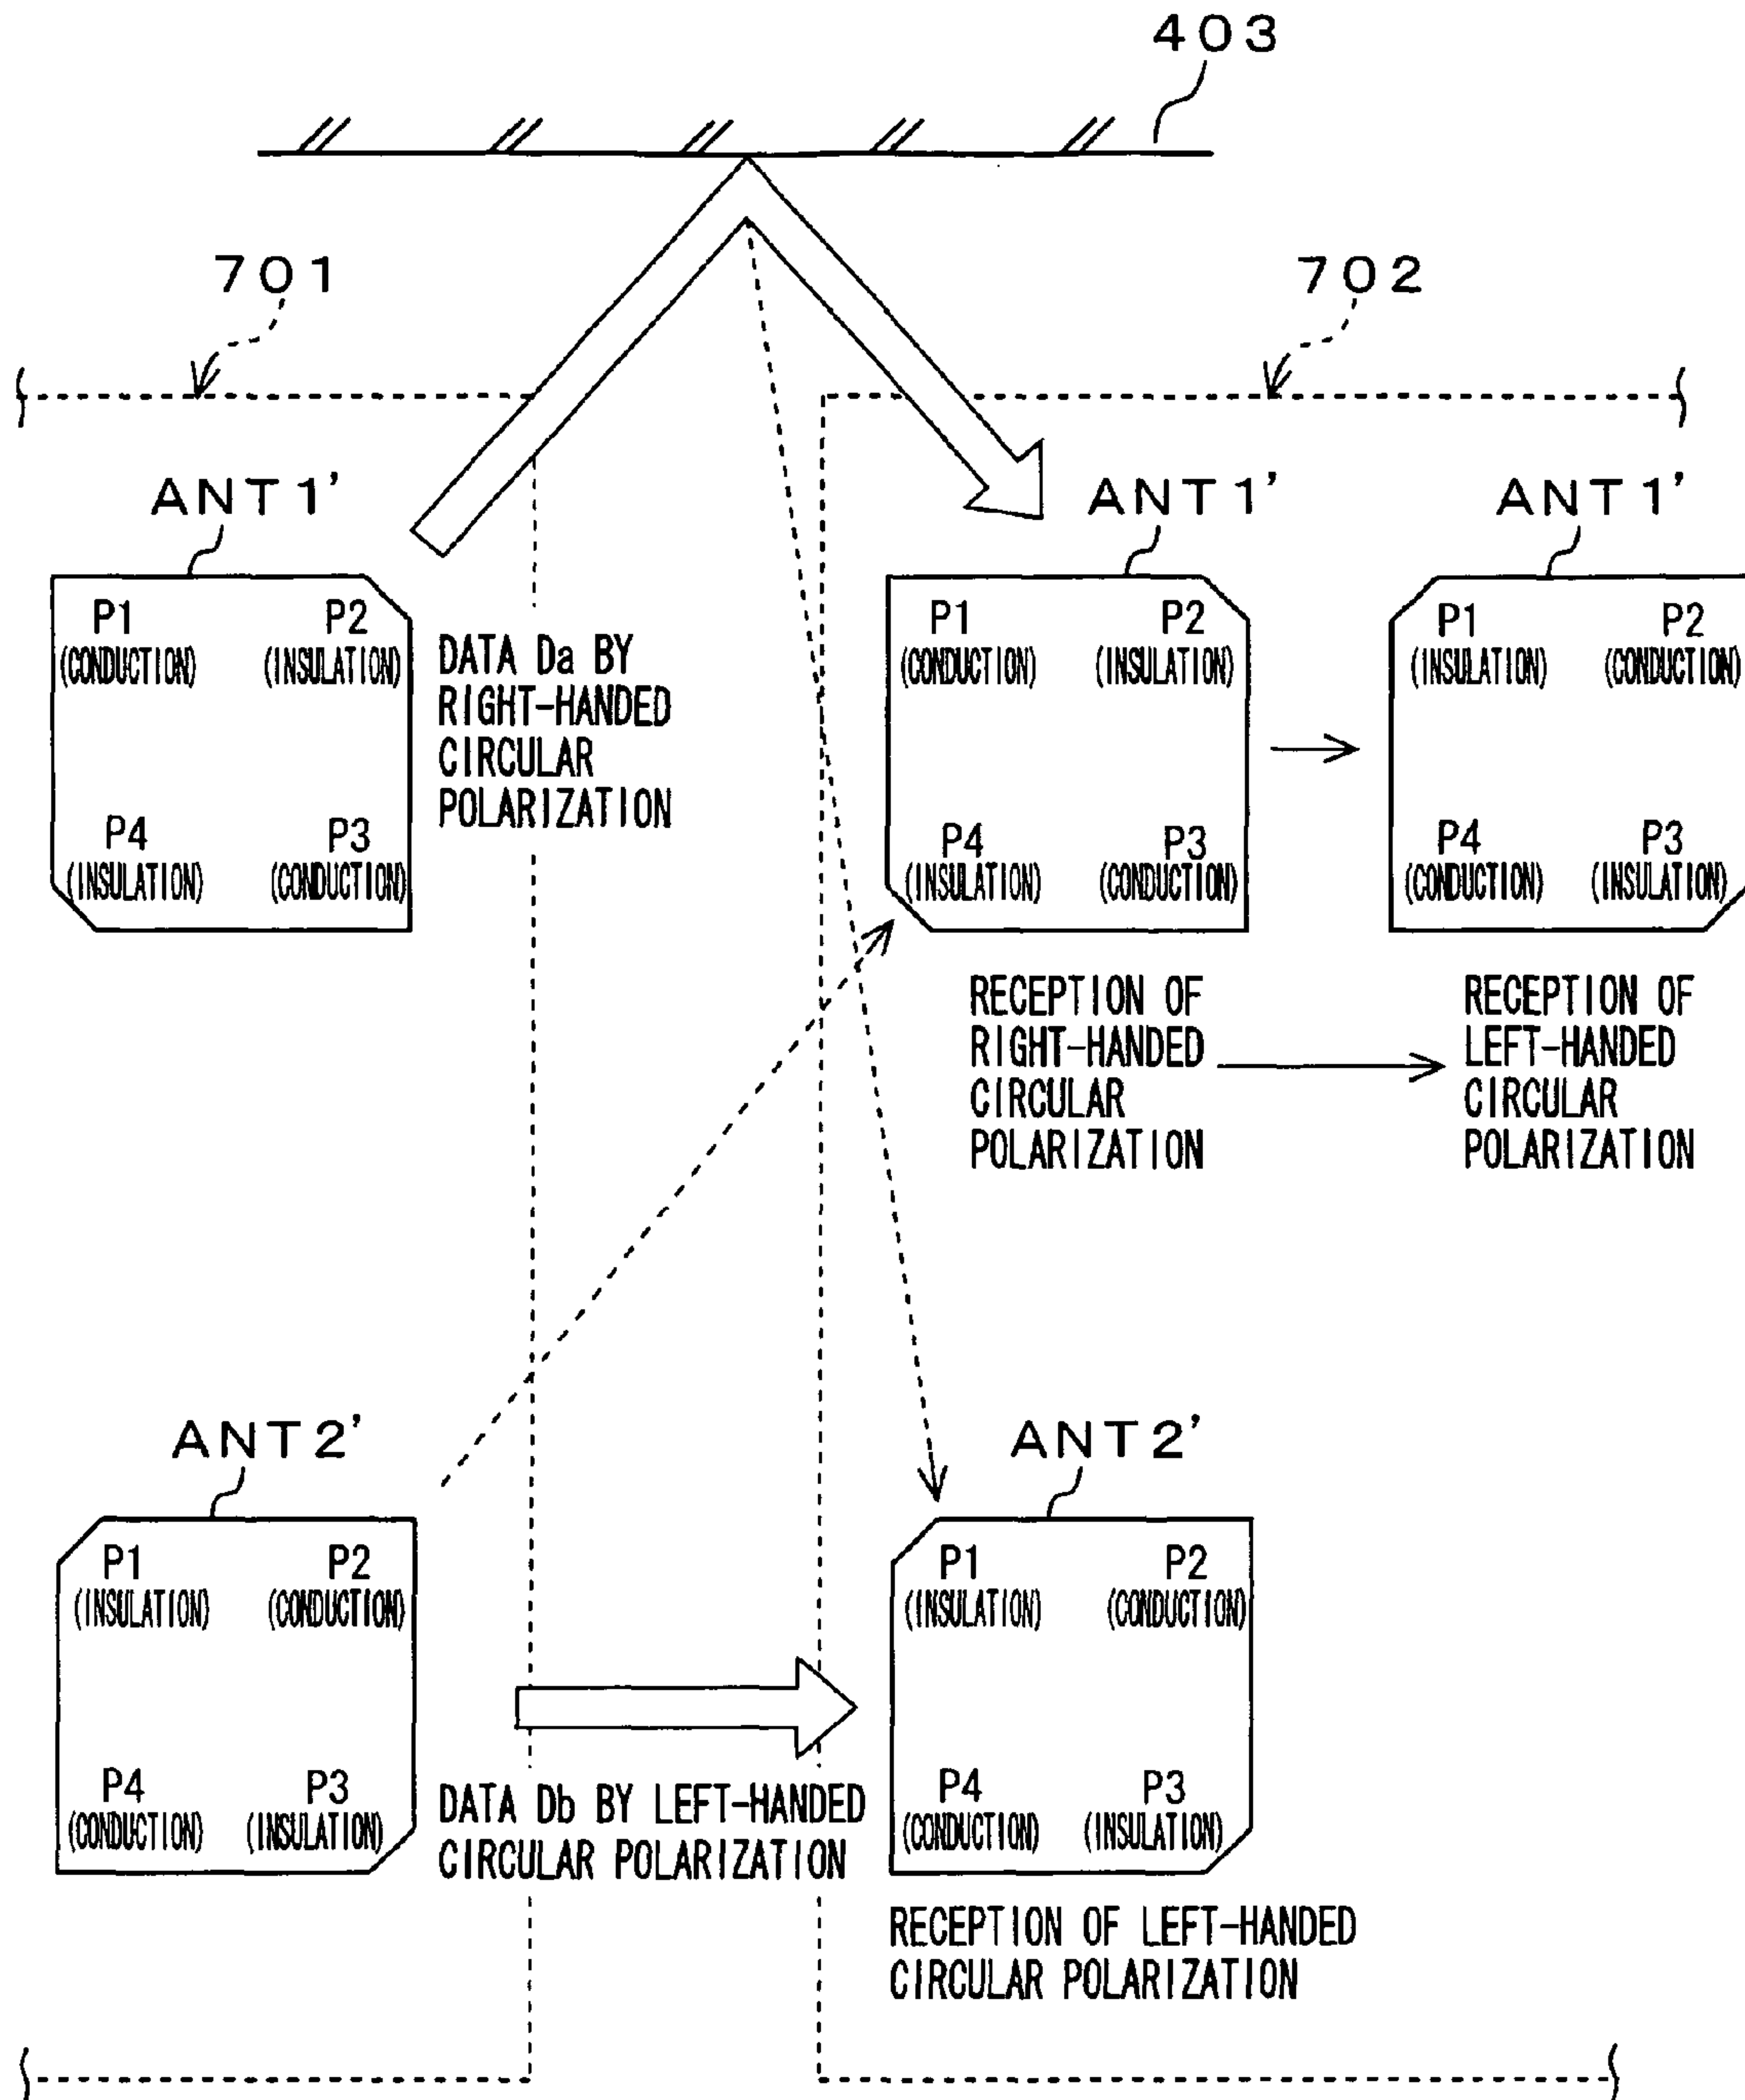 403
701
702
ANT1'
ANT1'
ANT1'
P1
(CONDUCTION)
P2
(INSULATION)
P4
(INSULATION)
P3
(CONDUCTION)
DATA Da BY
RIGHT-HANDED
CIRCULAR
POLARIZATION
P1
(CONDUCTION)
P2
(INSULATION)
P4
(INSULATION)
P3
(CONDUCTION)
P1
(INSULATION)
P2
(CONDUCTION)
P4
(CONDUCTION)
P3
(INSULATION)
RECEPTION OF
RIGHT-HANDED
CIRCULAR
POLARIZATION
RECEPTION OF
LEFT-HANDED
CIRCULAR
POLARIZATION
ANT2'
ANT2'
P1
(INSULATION)
P2
(CONDUCTION)
P4
(CONDUCTION)
P3
(INSULATION)
DATA Db BY LEFT-HANDED
CIRCULAR POLARIZATION
P1
(INSULATION)
P2
(CONDUCTION)
P4
(CONDUCTION)
P3
(INSULATION)
RECEPTION OF LEFT-HANDED
CIRCULAR POLARIZATION